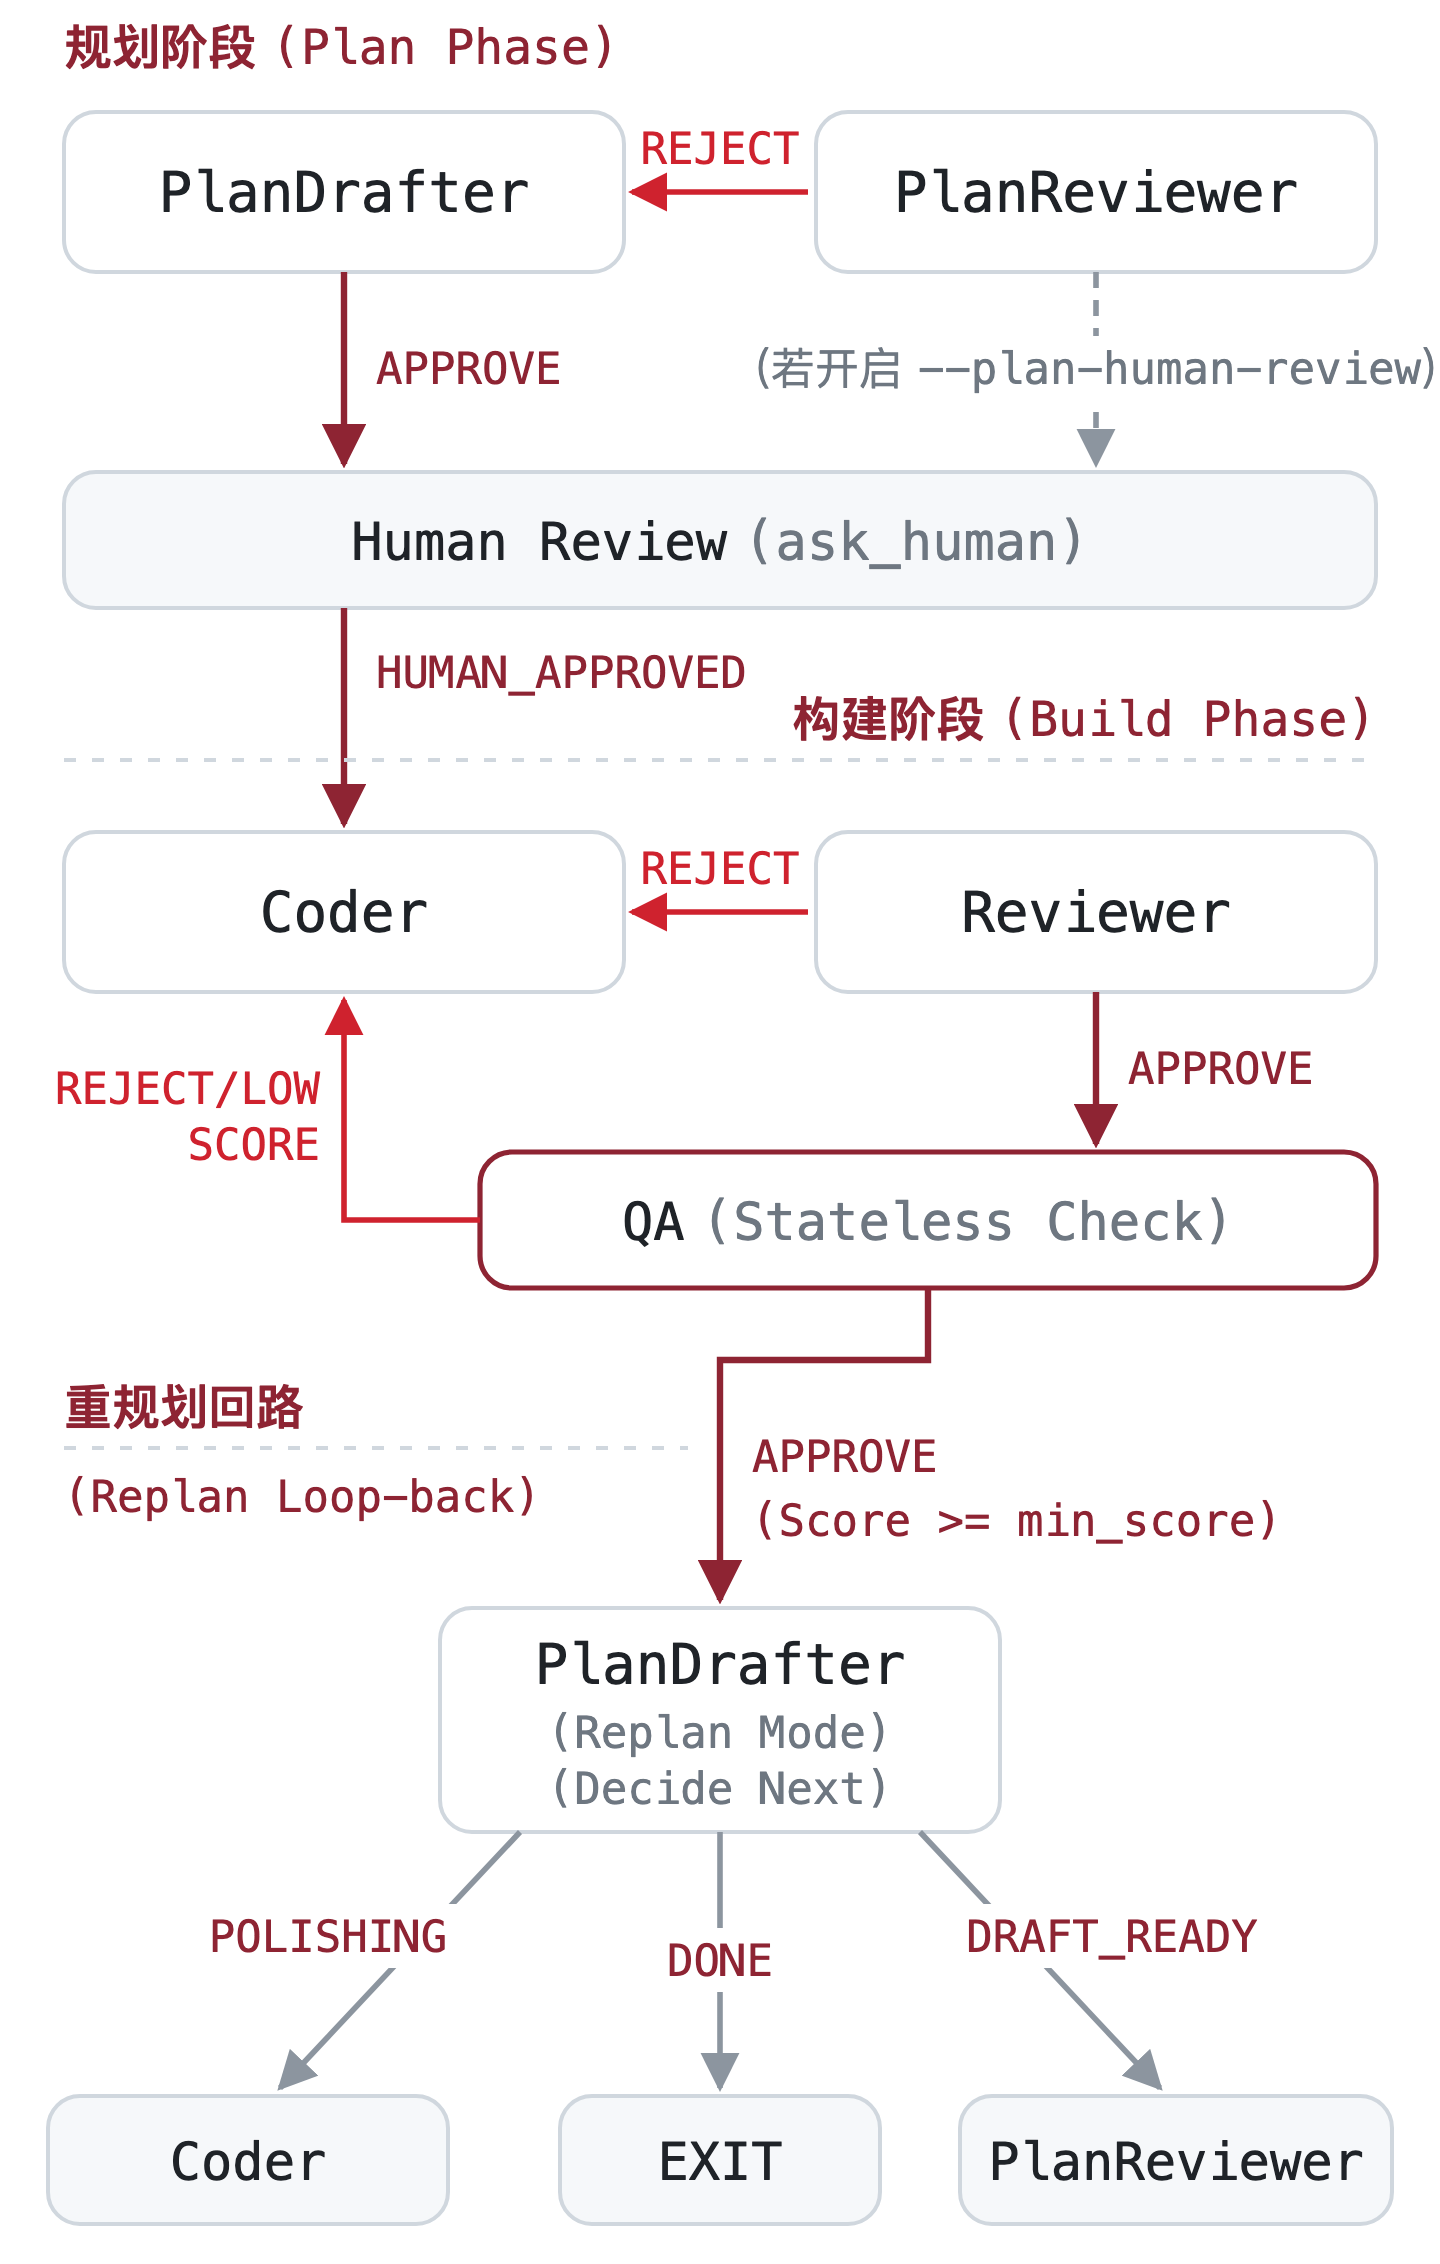 规划阶段 (Plan Phase)
PlanDrafter
REJECT
PlanReviewer
APPROVE
(若开启 --plan-human-review)
Human Review (ask_human)
HUMAN_APPROVED
构建阶段 (Build Phase)
Coder
REJECT
Reviewer
REJECT/LOW
SCORE
APPROVE
QA (Stateless Check)
重规划回路
(Replan Loop-back)
APPROVE
(Score >= min_score)
PlanDrafter
(Replan Mode)
(Decide Next)
POLISHING
DONE
DRAFT_READY
Coder
EXIT
PlanReviewer